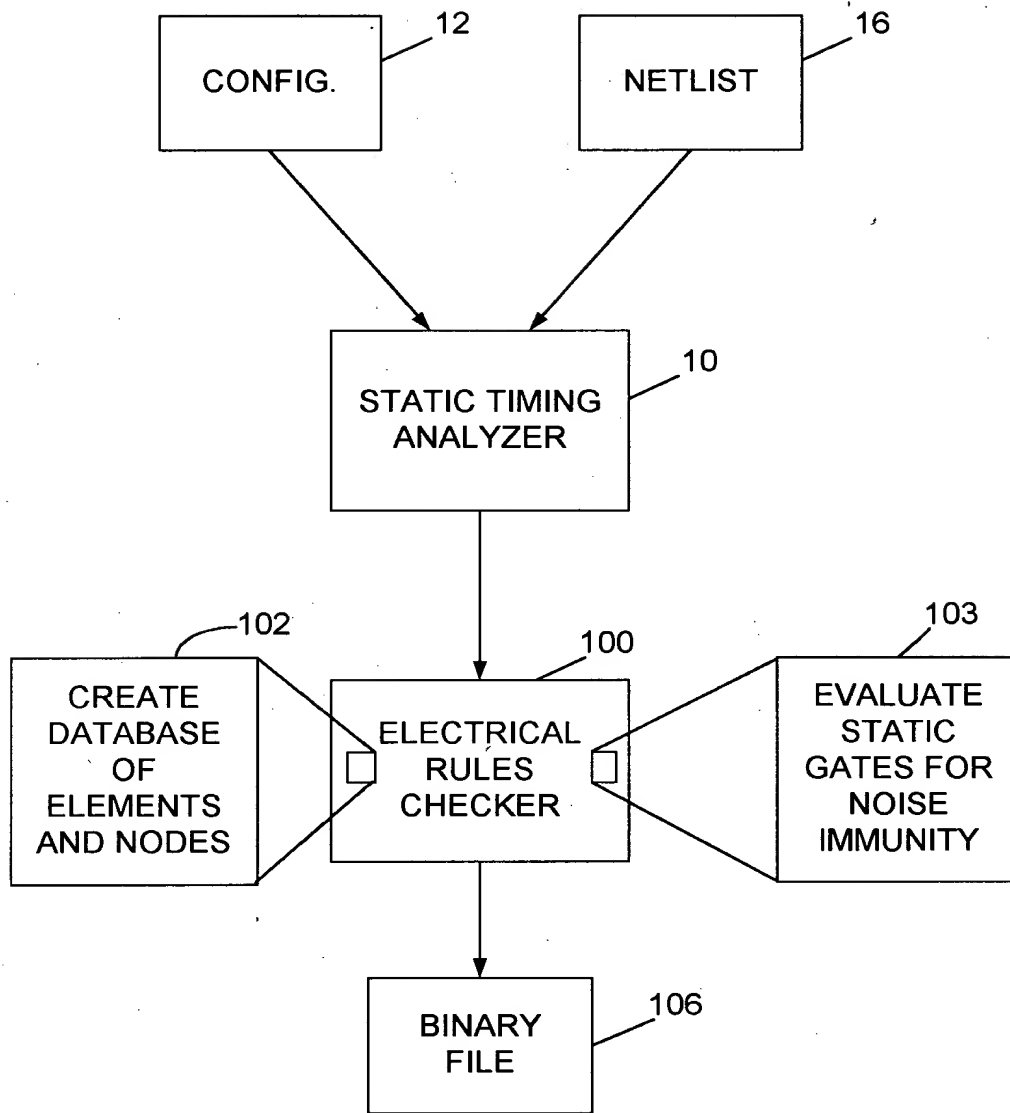 12
16
CONFIG.
NETLIST
10
STATIC TIMING
ANALYZER
102
100
103
CREATE
DATABASE
OF
ELEMENTS
AND NODES
ELECTRICAL
RULES
CHECKER
EVALUATE
STATIC
GATES FOR
NOISE
IMMUNITY
106
BINARY
FILE